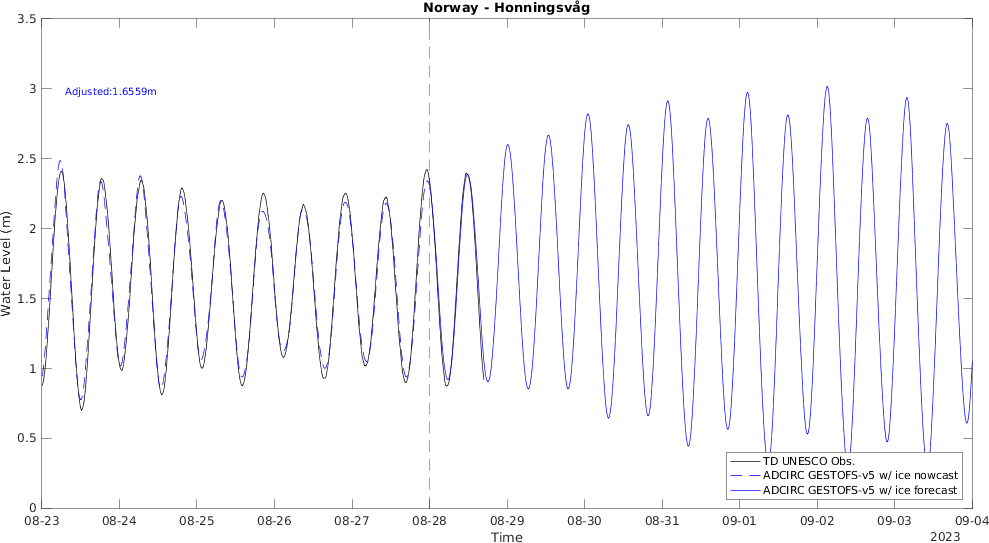 Norway - Honningsvåg
3.5
3
2.5
2
1.5
1
0.5
0
Water Level (m)
Adjusted:1.6559m
TD UNESCO Obs.
ADCIRC GESTOFS-v5 w/ ice nowcast
ADCIRC GESTOFS-v5 w/ ice forecast
08-23 08-24 08-25 08-26 08-27 08-28 08-29 08-30 08-31 09-01 09-02 09-03 09-04
Time
2023